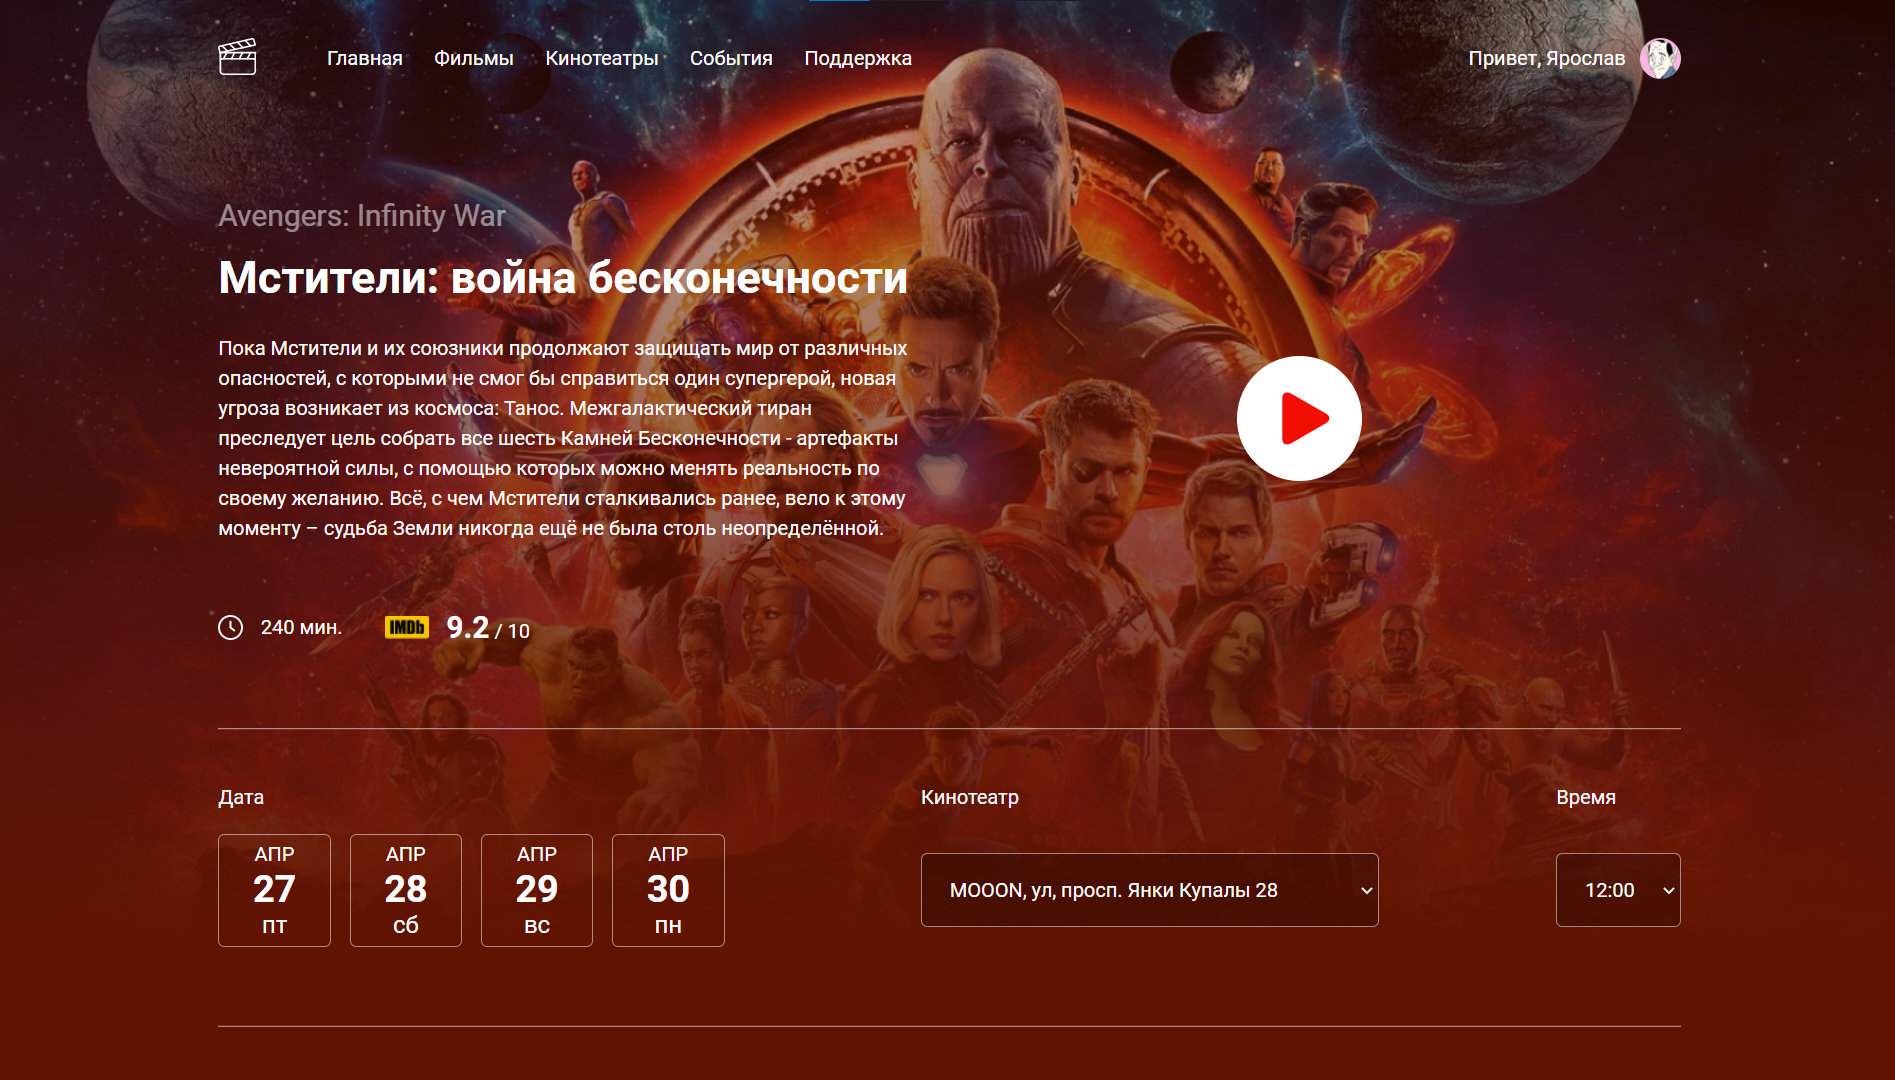 Главная Фильмы Кинотеатры События Поддержка
Привет, Ярослав
Avengers: Infinity War
Мстители: война бесконечности
Пока Мстители и их союзники продолжают защищать мир от различных
опасностей, с которыми не смог бы справиться один супергерой, новая
угроза возникает из космоса: Танос. Межгалактический тиран
преследует цель собрать все шесть Камней Бесконечности - артефакты
невероятной силы, с помощью которых можно менять реальность по
своему желанию. Всё, с чем Мстители сталкивались ранее, вело к этому
моменту – судьба Земли никогда ещё не была столь неопределённой.
240 мин. IMDb 9.2 / 10
Дата
АПР
27
пт
АПР
28
сб
АПР
29
вс
АПР
30
пн
Кинотеатр
MOOON, ул, просп. Янки Купалы 28
Время
12:00